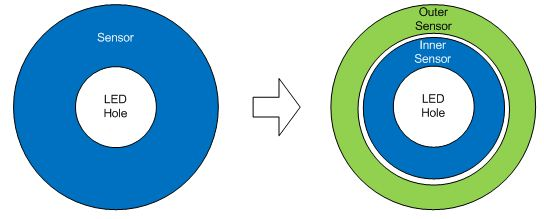 Sensor
LED
Hole
Outer
Sensor
Inner
Sensor
LED
Hole